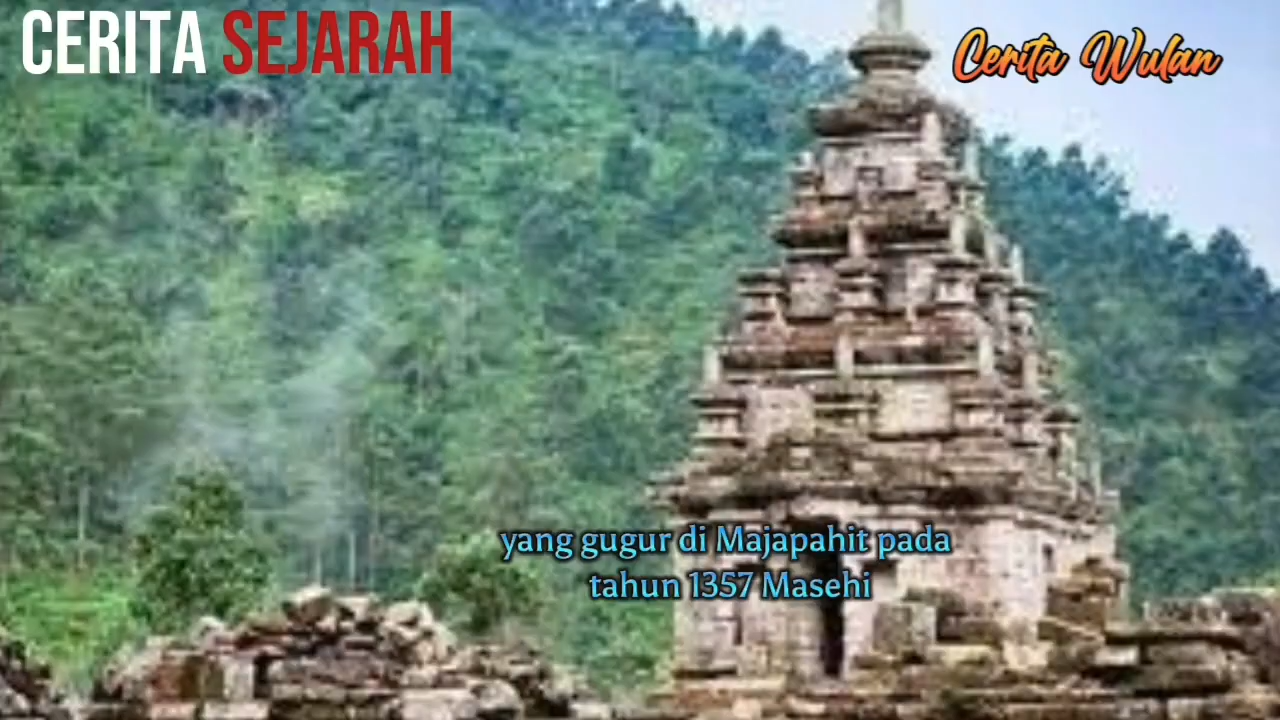 CERITA SEJARAH
Cerita Wulan
yang gugur di Majapahit pada
tahun 1357 Masehi